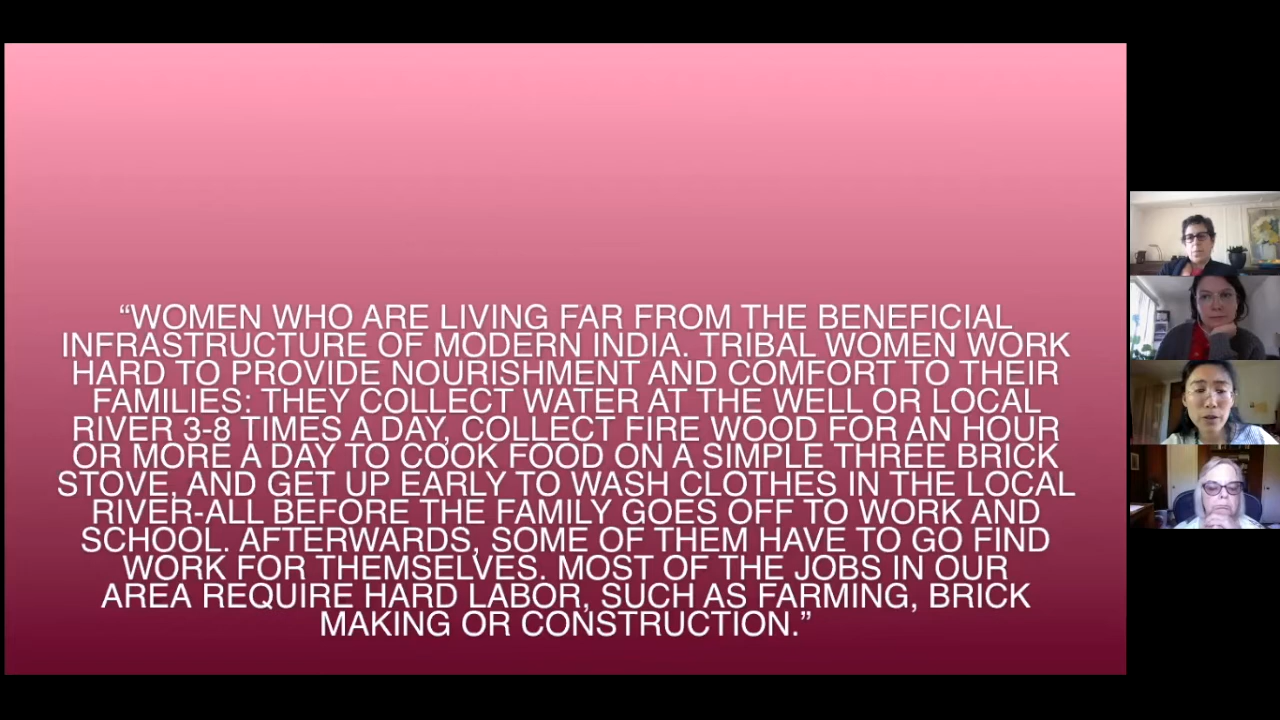 “WOMEN WHO ARE LIVING FAR FROM THE BENEFICIAL
INFRASTRUCTURE OF MODERN INDIA. TRIBAL WOMEN WORK
HARD TO PROVIDE NOURISHMENT AND COMFORT TO THEIR
FAMILIES: THEY COLLECT WATER AT THE WELL OR LOCAL
RIVER 3-8 TIMES A DAY, COLLECT FIRE WOOD FOR AN HOUR
OR MORE A DAY TO COOK FOOD ON A SIMPLE THREE BRICK
STOVE, AND GET UP EARLY TO WASH CLOTHES IN THE LOCAL
RIVER-ALL BEFORE THE FAMILY GOES OFF TO WORK AND
SCHOOL. AFTERWARDS, SOME OF THEM HAVE TO GO FIND
WORK FOR THEMSELVES. MOST OF THE JOBS IN OUR
AREA REQUIRE HARD LABOR, SUCH AS FARMING, BRICK
MAKING OR CONSTRUCTION.”